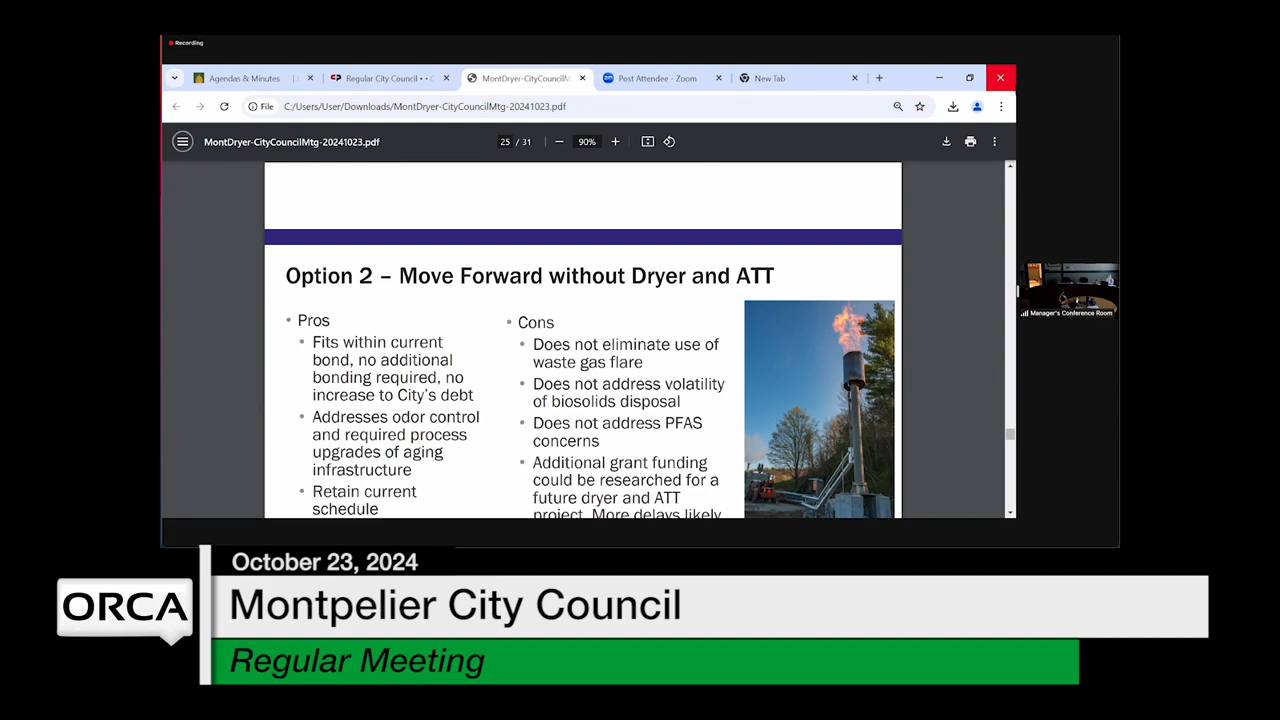 Recording
Agendas & Minutes
Regular City Council • •
MontDryer-CityCouncilM
Post Attendee - Zoom
New Tab
File
C:/Users/User/Downloads/MontDryer-CityCouncilMtg-20241023.pdf
MontDryer-CityCouncilMtg-20241023.pdf
25 / 31
90%
Option 2 – Move Forward without Dryer and ATT
• Pros
• Fits within current
bond, no additional
bonding required, no
increase to City's debt
• Addresses odor control
and required process
upgrades of aging
infrastructure
• Retain current
schedule
• Cons
• Does not eliminate use of
waste gas flare
• Does not address volatility
of biosolids disposal
• Does not address PFAS
concerns
• Additional grant funding
could be researched for a
future dryer and ATT
project. More delays likely
Manager's Conference Room
October 23, 2024
ORCA
Montpelier City Council
Regular Meeting